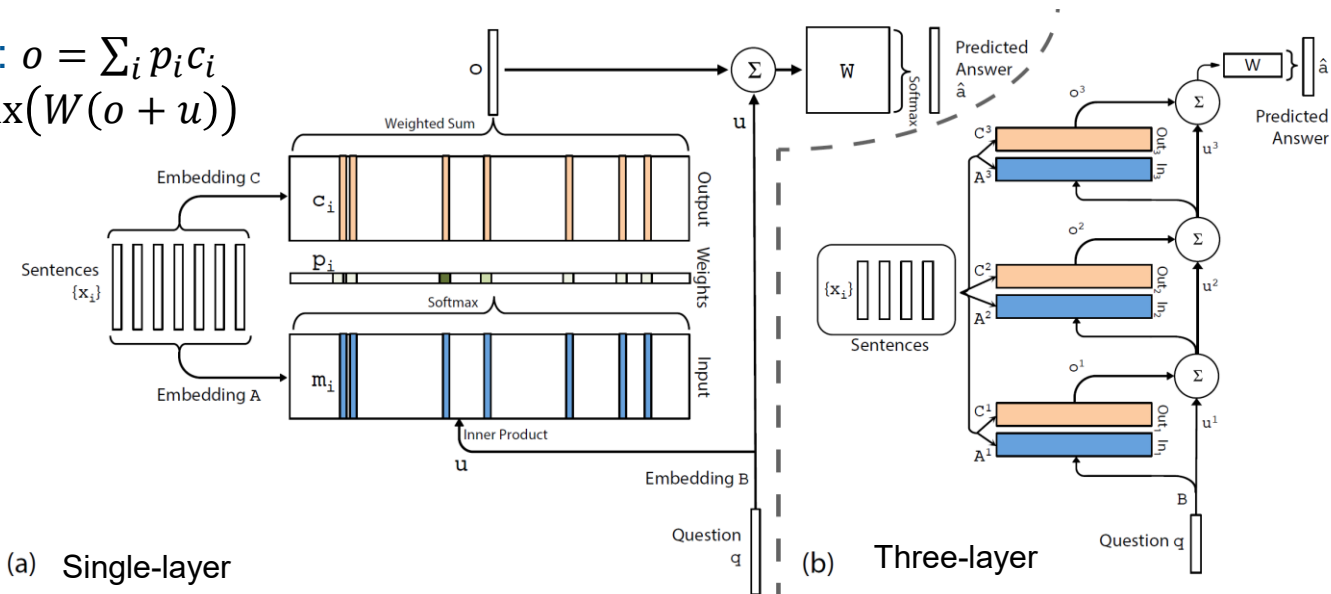 : o = ∑ᵢ pᵢcᵢ
x(W(o + u))
o
Σ
W
Softmax
Predicted
Answer
â
u
Weighted Sum
Embedding C
cᵢ
Output
Sentences
{xᵢ}
pᵢ
Weights
Softmax
mᵢ
Input
Embedding A
Inner Product
u
Embedding B
Question
q
(a) Single-layer
W
â
Predicted
Answer
o³
Σ
C³
Out₃
A³
In₃
u³
o²
Σ
{xᵢ}
Sentences
C²
Out₂
A²
In₂
u²
o¹
Σ
C¹
Out₁
A¹
In₁
u¹
B
Question q
(b) Three-layer